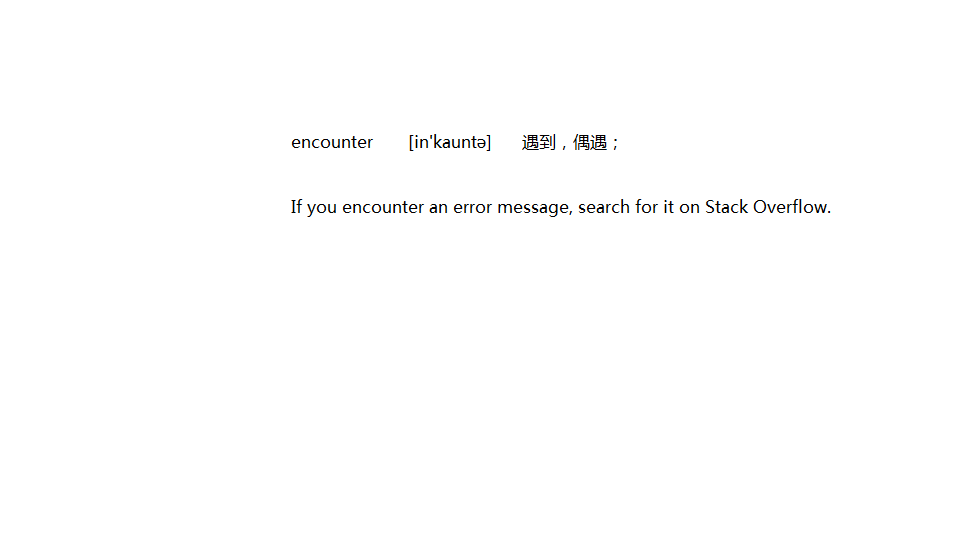 encounter [in'kauntə] 遇到，偶遇；
If you encounter an error message, search for it on Stack Overflow.